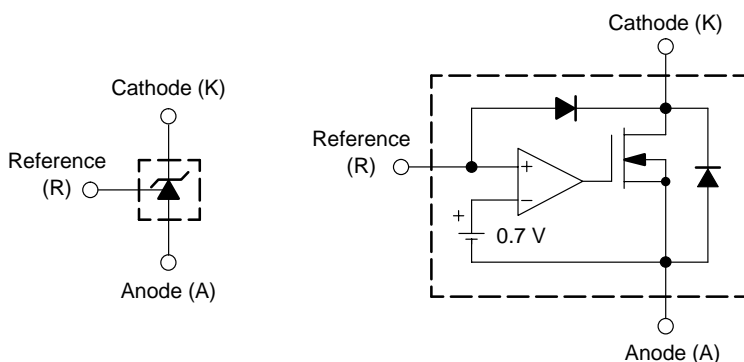 Cathode (K)
Reference
(R)
Anode (A)
Cathode (K)
Reference
(R)
+
−
+
0.7 V
Anode (A)